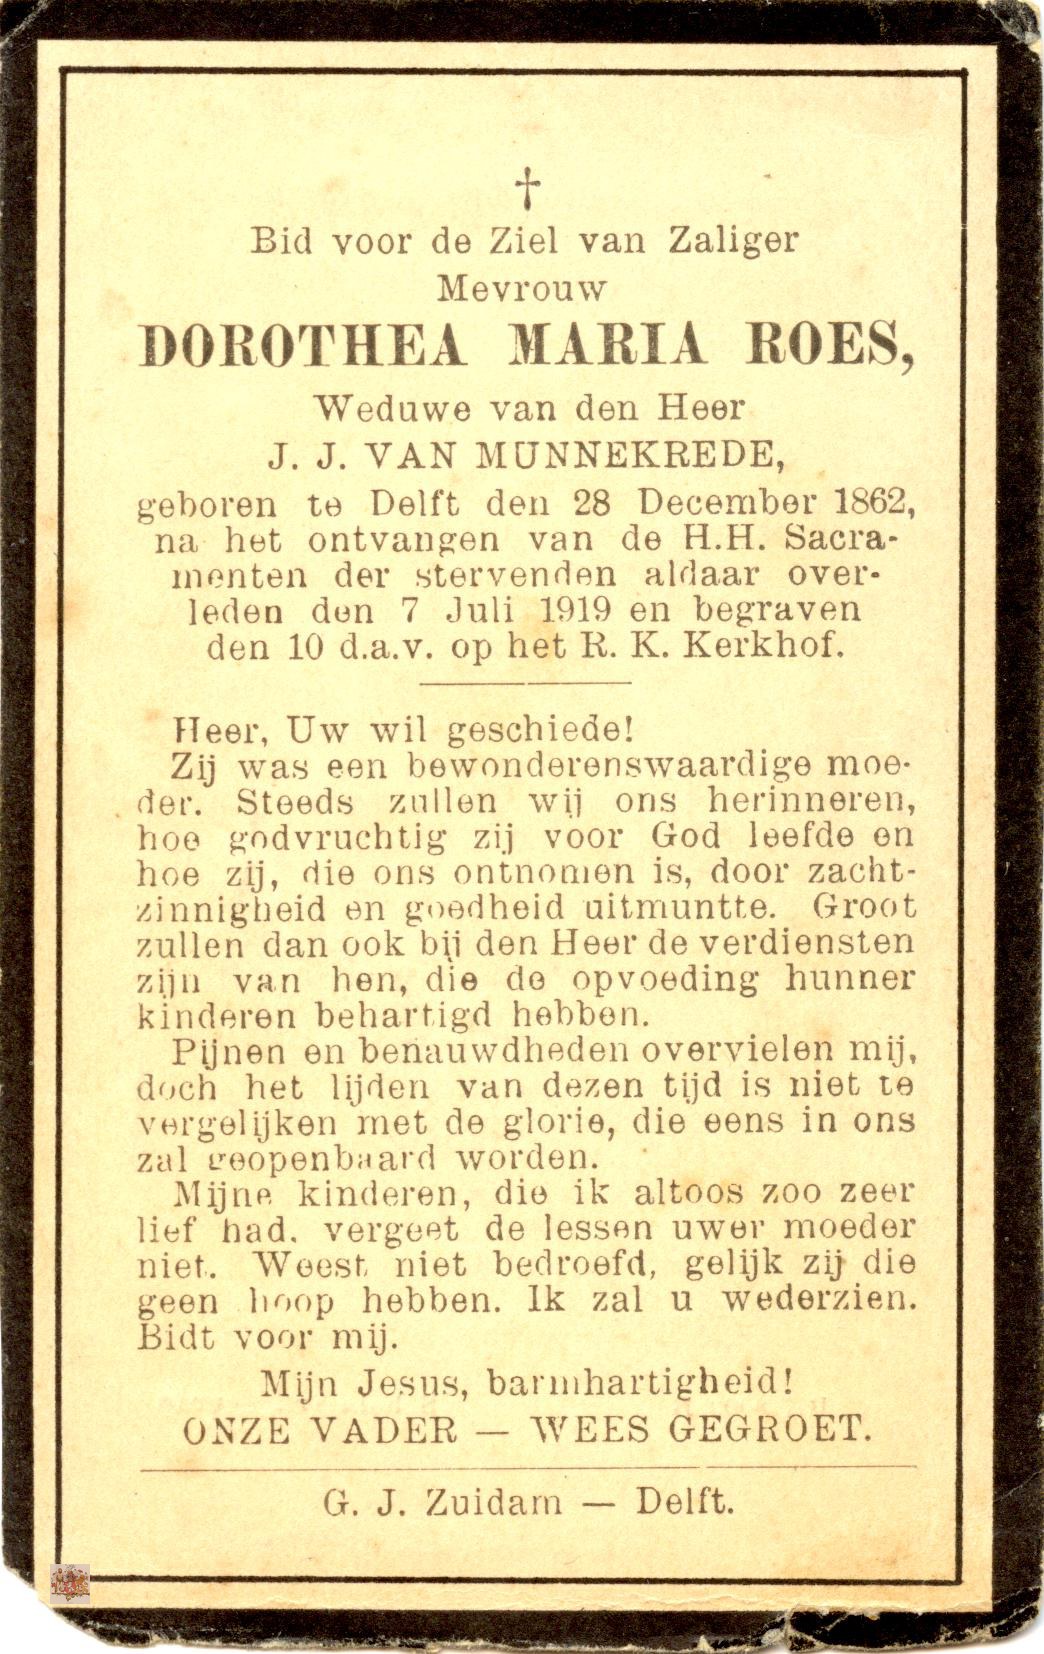 †
Bid voor de Ziel van Zaliger
Mevrouw
DOROTHEA MARIA ROES,
Weduwe van den Heer
J. J. VAN MUNNEKREDE,
geboren te Delft den 28 December 1862,
na het ontvangen van de H.H. Sacra-
menten der stervenden aldaar over-
leden den 7 Juli 1919 en begraven
den 10 d.a.v. op het R. K. Kerkhof.
Heer, Uw wil geschiede!
Zij was een bewonderenswaardige moe-
der. Steeds zullen wij ons herinneren,
hoe godvruchtig zij voor God leefde en
hoe zij, die ons ontnomen is, door zacht-
zinnigheid en goedheid uitmuntte. Groot
zullen dan ook bij den Heer de verdiensten
zijn van hen, die de opvoeding hunner
kinderen behartigd hebben.
Pijnen en benauwdheden overvielen mij,
doch het lijden van dezen tijd is niet te
vergelijken met de glorie, die eens in ons
zal geopenbaard worden.
Mijne kinderen, die ik altoos zoo zeer
lief had, vergeet de lessen uwer moeder
niet. Weest niet bedroefd, gelijk zij die
geen hoop hebben. Ik zal u wederzien.
Bidt voor mij.
Mijn Jesus, barmhartigheid!
ONZE VADER — WEES GEGROET.
G. J. Zuidam — Delft.